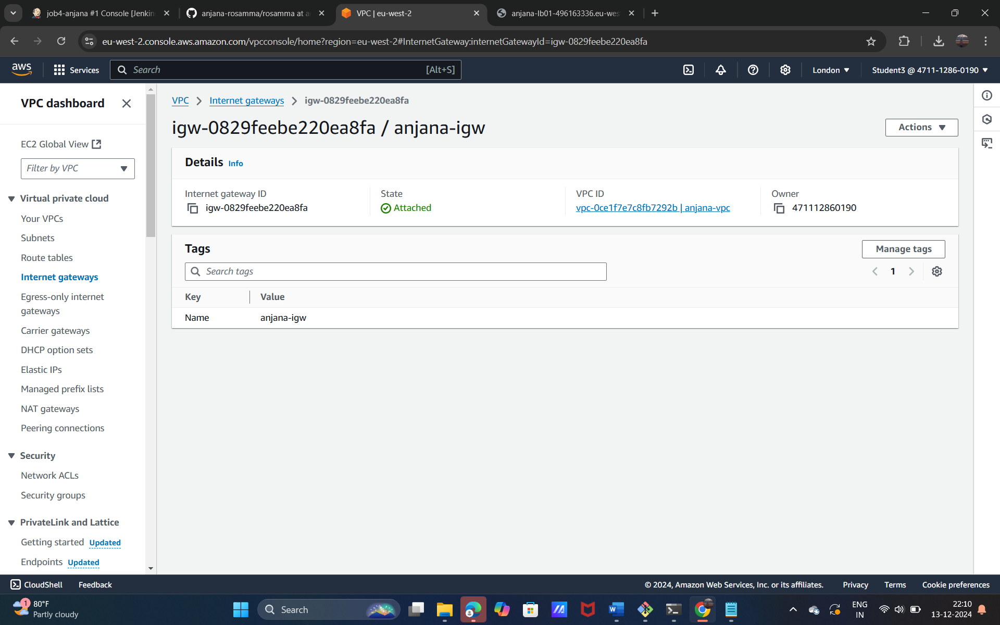 job4-anjana #1 Console [Jenkin
anjana-rosamma/rosamma at a
VPC | eu-west-2
anjana-lb01-496163336.eu-wes
eu-west-2.console.aws.amazon.com/vpcconsole/home?region=eu-west-2#InternetGateway:internetGatewayId=igw-0829feebe220ea8fa
aws
Services
Search
[Alt+S]
London
Student3 @ 4711-1286-0190
VPC dashboard
EC2 Global View
Filter by VPC
Virtual private cloud
Your VPCs
Subnets
Route tables
Internet gateways
Egress-only internet
gateways
Carrier gateways
DHCP option sets
Elastic IPs
Managed prefix lists
NAT gateways
Peering connections
Security
Network ACLs
Security groups
PrivateLink and Lattice
Getting started Updated
Endpoints Updated
VPC
Internet gateways
igw-0829feebe220ea8fa
igw-0829feebe220ea8fa / anjana-igw
Actions
Details Info
Internet gateway ID
igw-0829feebe220ea8fa
State
Attached
VPC ID
vpc-0ce1f7e7c8fb7292b | anjana-vpc
Owner
471112860190
Tags
Manage tags
Search tags
1
Key
Value
Name
anjana-igw
CloudShell
Feedback
© 2024, Amazon Web Services, Inc. or its affiliates.
Privacy
Terms
Cookie preferences
1
80°F
Partly cloudy
Search
ENG
IN
22:10
13-12-2024